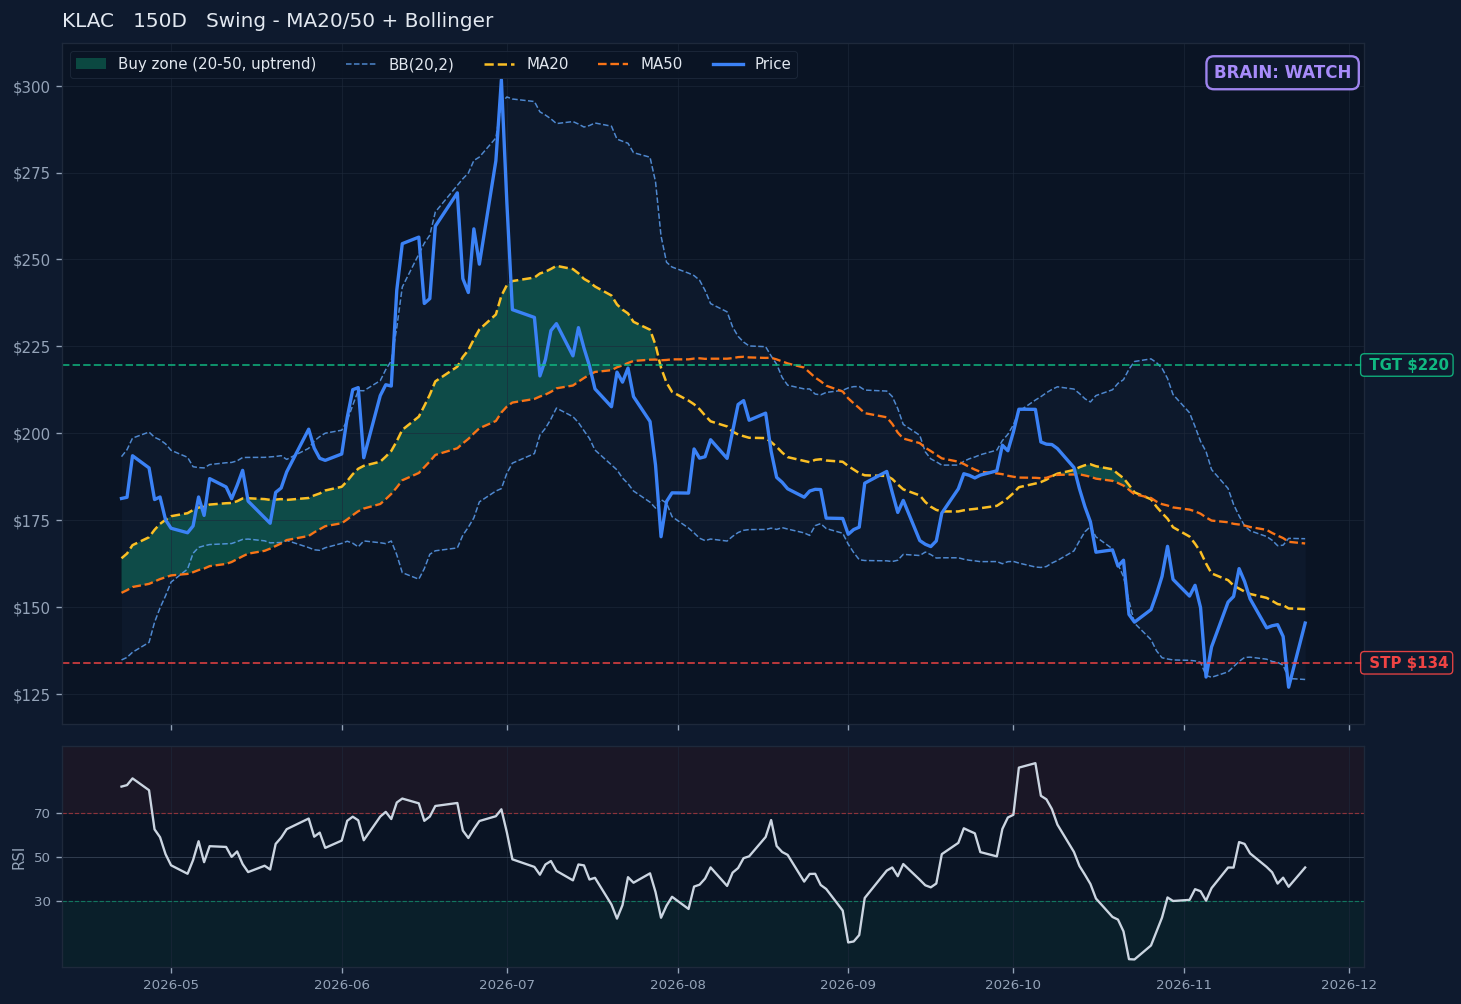 KLAC   150D   Swing - MA20/50 + Bollinger
Buy zone (20-50, uptrend)   BB(20,2)   MA20   MA50   Price
BRAIN: WATCH
$300
$275
$250
$225
TGT $220
$200
$175
$150
STP $134
$125
RSI
70
50
30
2026-05   2026-06   2026-07   2026-08   2026-09   2026-10   2026-11   2026-12